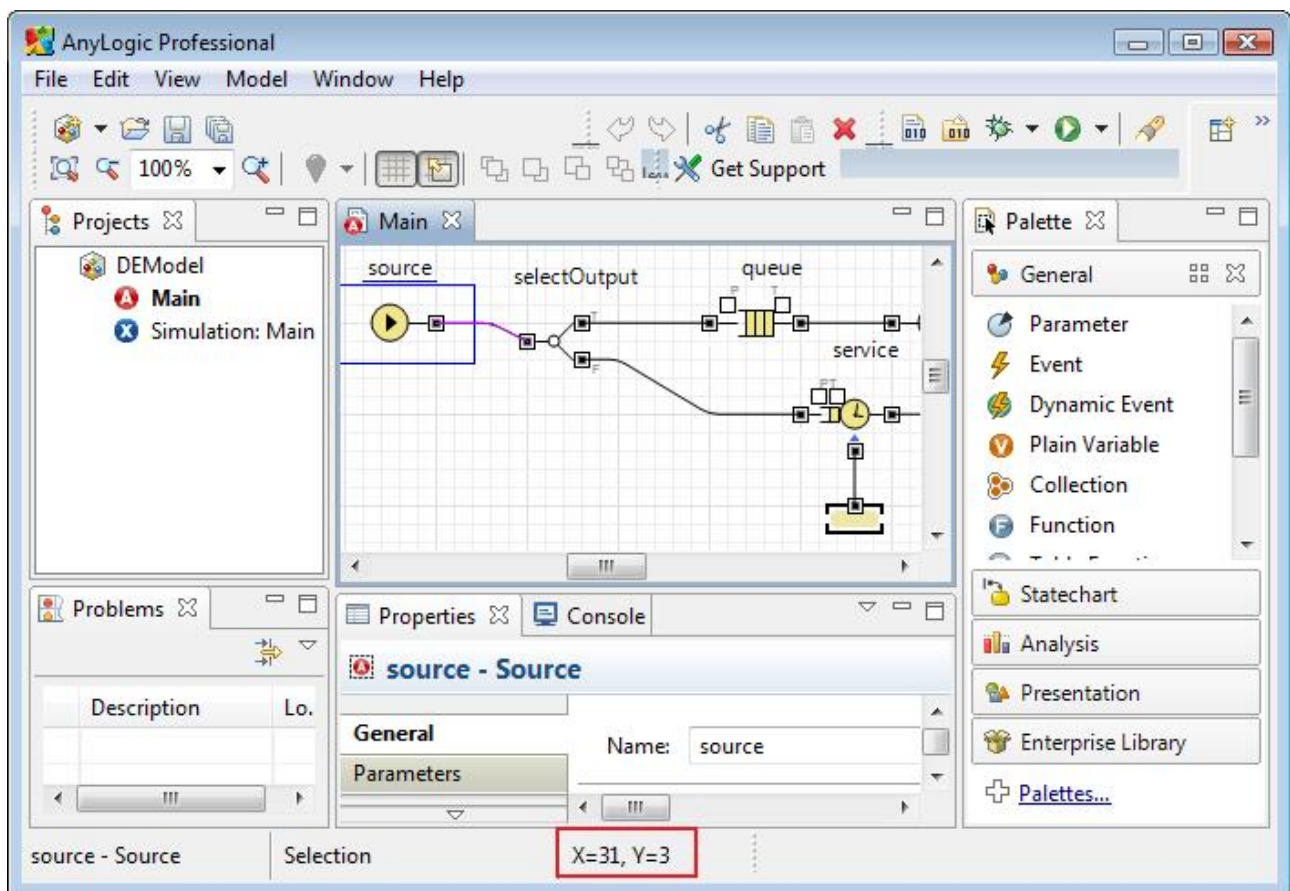 AnyLogic Professional
File Edit View Model Window Help
100% Get Support
Projects
DEModel
Main
Simulation: Main
Main
source selectOutput queue
P T
T
F
service
PT
Palette
General
Parameter
Event
Dynamic Event
Plain Variable
Collection
Function
Statechart
Analysis
Presentation
Enterprise Library
Palettes...
Problems
Description Lo.
Properties Console
source - Source
General
Parameters
Name: source
source - Source Selection X=31, Y=3